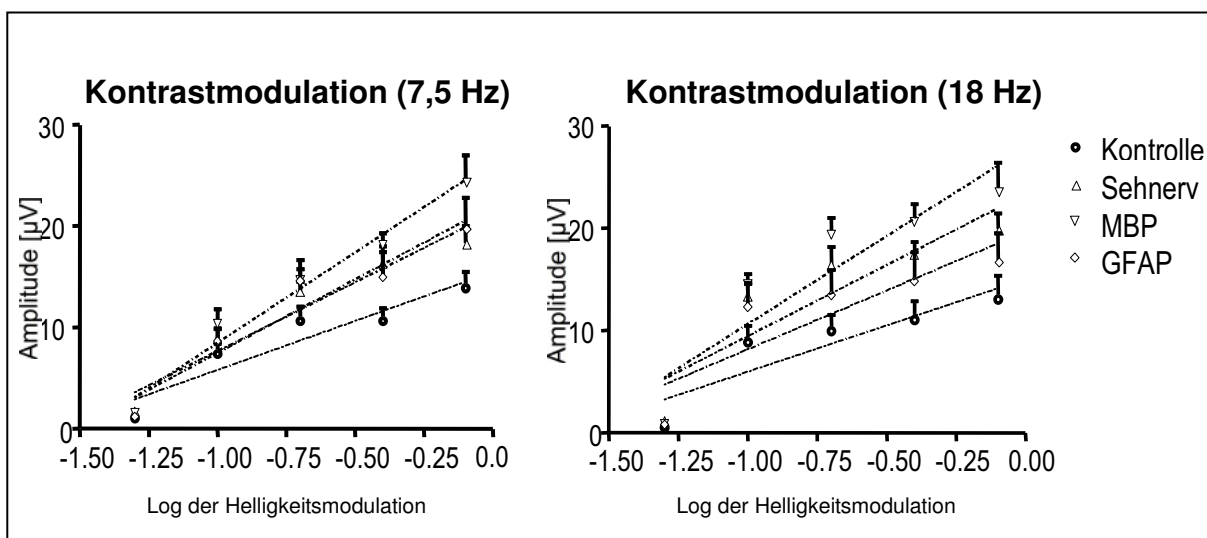 Kontrastmodulation (7,5 Hz)
30
20
10
0
Amplitude [µV]
-1.50 -1.25 -1.00 -0.75 -0.50 -0.25 0.0
Log der Helligkeitsmodulation
Kontrastmodulation (18 Hz)
30
20
10
0
Amplitude [µV]
-1.50 -1.25 -1.00 -0.75 -0.50 -0.25 0.00
Log der Helligkeitsmodulation
Kontrolle
Sehnerv
MBP
GFAP